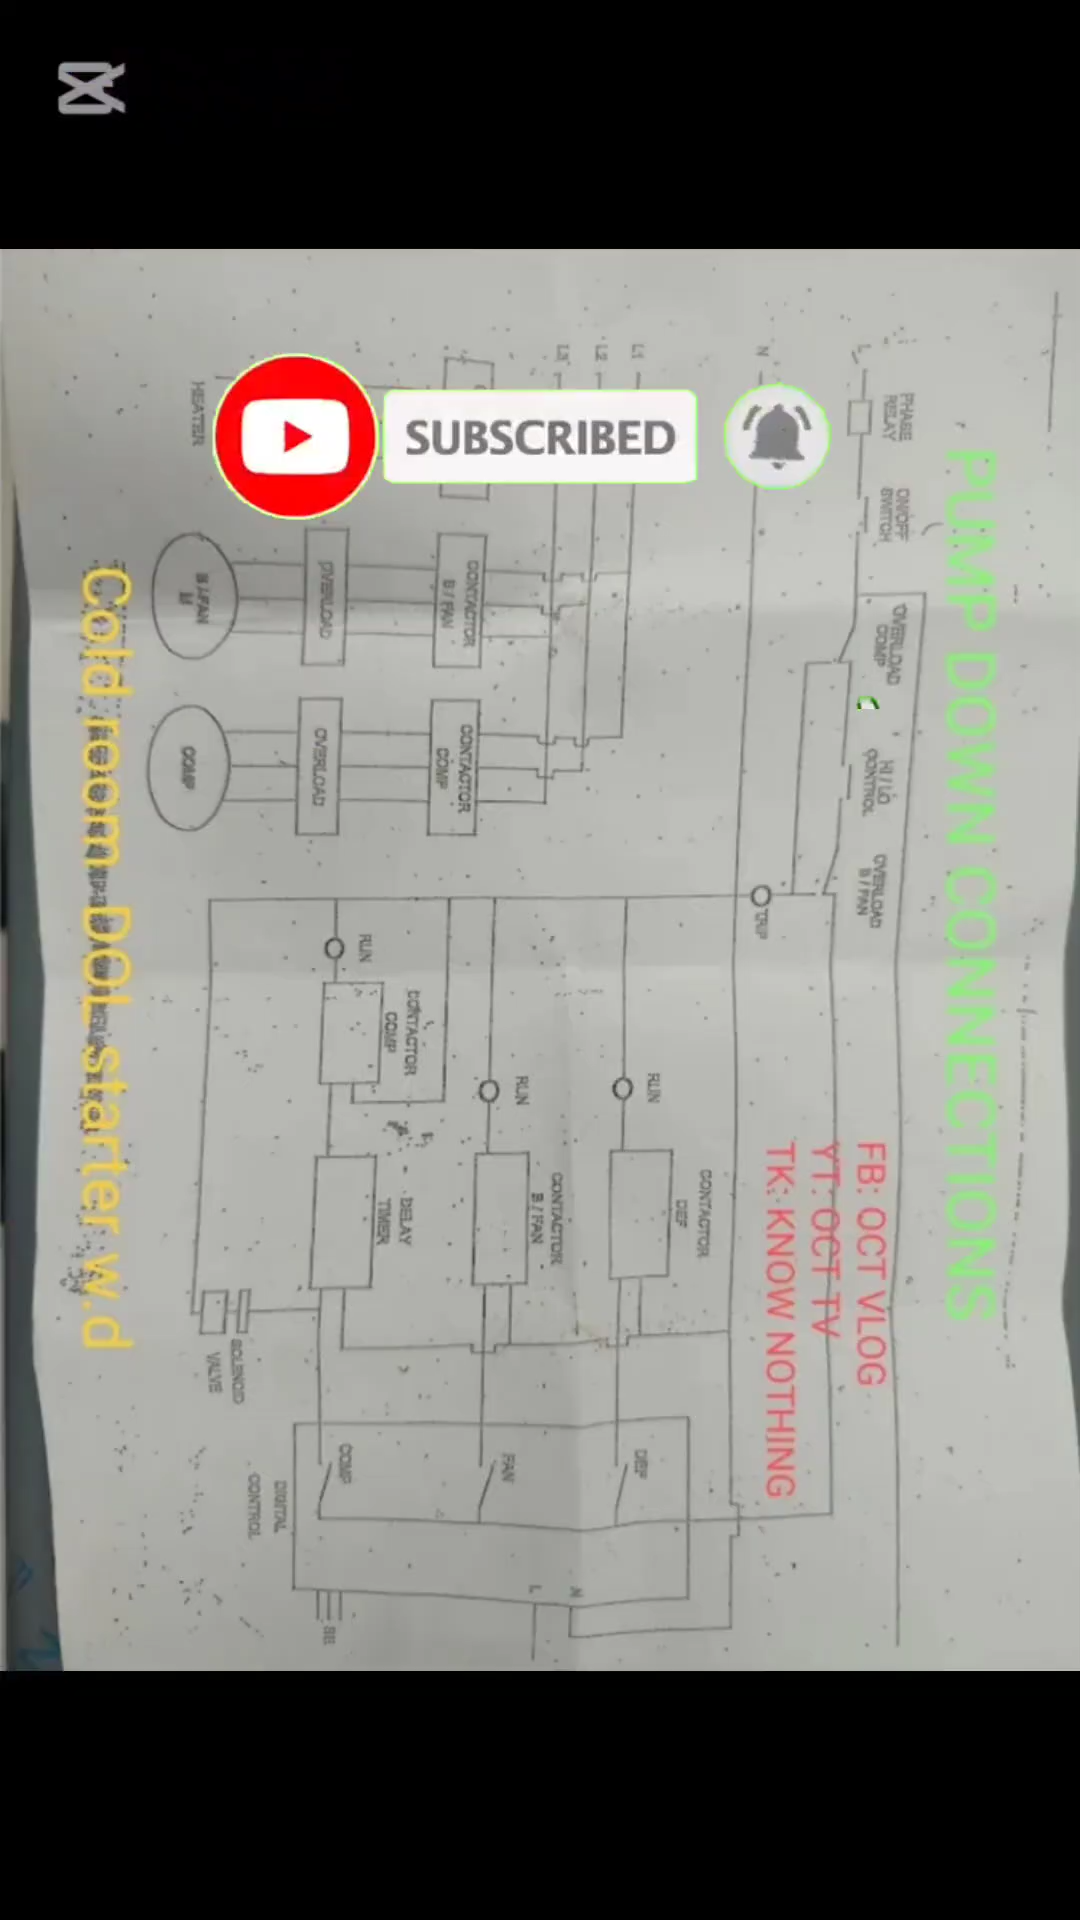 PUMP DOWN CONNECTIONS
PHASE
RELAY
ON/OFF
SWITCH
OVERLOAD
COMP
HI / LO
CONTROL
OVERLOAD
B / FAN
L
N
TRIP
FB: OCT VLOG
YT: OCT TV
TK: KNOW NOTHING
SUBSCRIBED
L1
L2
L3
RUN
CONTACTOR
DEF
DEF
CONTACTOR
B / FAN
RUN
CONTACTOR
B / FAN
FAN
N
L
CONTACTOR
COMP
CONTACTOR
COMP
DELAY
TIMER
RUN
COMP
OVERLOAD
OVERLOAD
HEATER
B / FAN
M
COMP
SOLENOID
VALVE
DIGITAL
CONTROL
Cold room DOL starter w.d